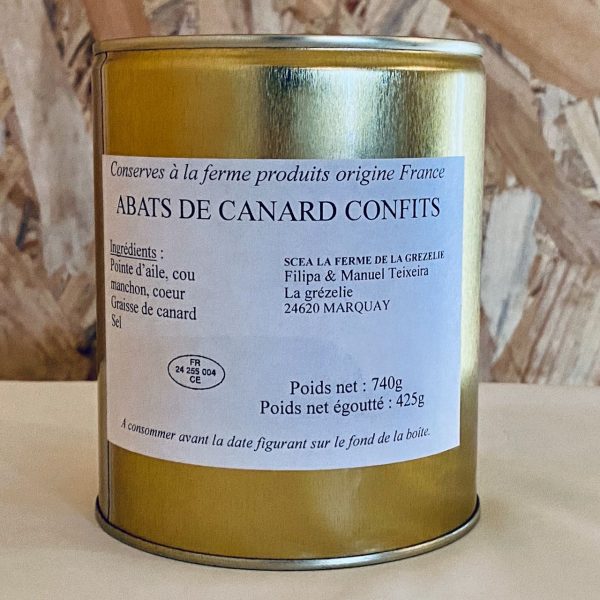 Conserves à la ferme produits origine France
ABATS DE CANARD CONFITS
Ingrédients :
Pointe d'aile, cou
manchon, coeur
Graisse de canard
Sel
SCEA LA FERME DE LA GREZELIE
Filipa & Manuel Teixeira
La grézelie
24620 MARQUAY
FR
24 255 004
CE
Poids net : 740g
Poids net égoutté : 425g
A consommer avant la date figurant sur le fond de la boîte.